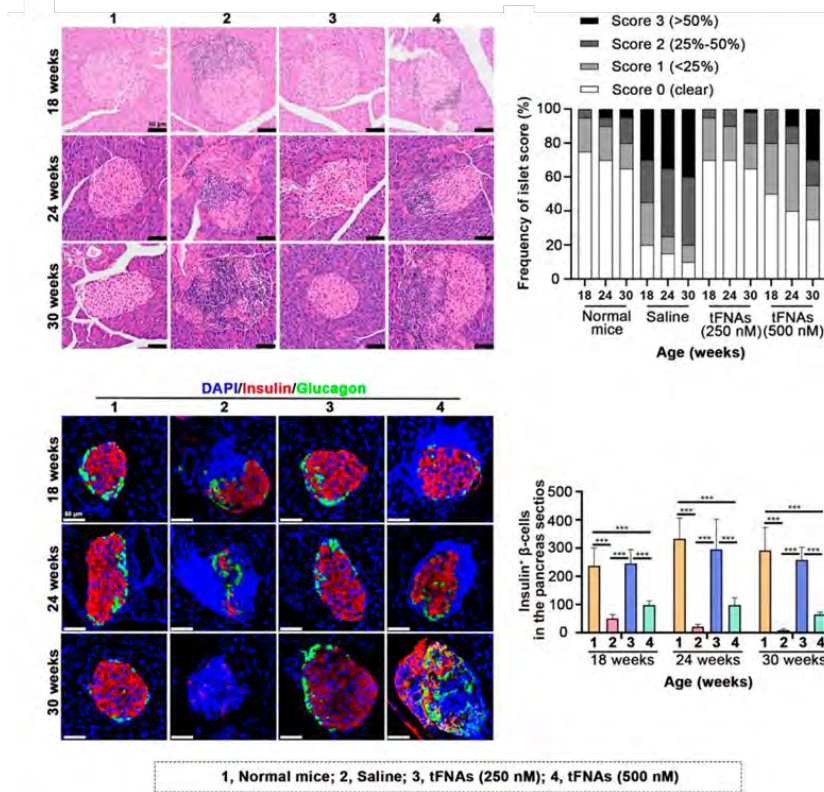 1 2 3 4
18 weeks
50 μm
24 weeks
30 weeks
Score 3 (>50%)
Score 2 (25%-50%)
Score 1 (<25%)
Score 0 (clear)
Frequency of islet score (%)
100
80
60
40
20
0
18 24 30 18 24 30 18 24 30 18 24 30
Normal mice
Saline
tFNAs (250 nM)
tFNAs (500 nM)
Age (weeks)
DAPI/Insulin/Glucagon
1 2 3 4
18 weeks
50 μm
24 weeks
30 weeks
Insulin⁺ β-cells
in the pancreas sectios
500
400
300
200
100
0
*** *** *** ***
*** *** *** ***
*** *** *** ***
1 2 3 4 1 2 3 4 1 2 3 4
18 weeks 24 weeks 30 weeks
Age (weeks)
1, Normal mice; 2, Saline; 3, tFNAs (250 nM); 4, tFNAs (500 nM)